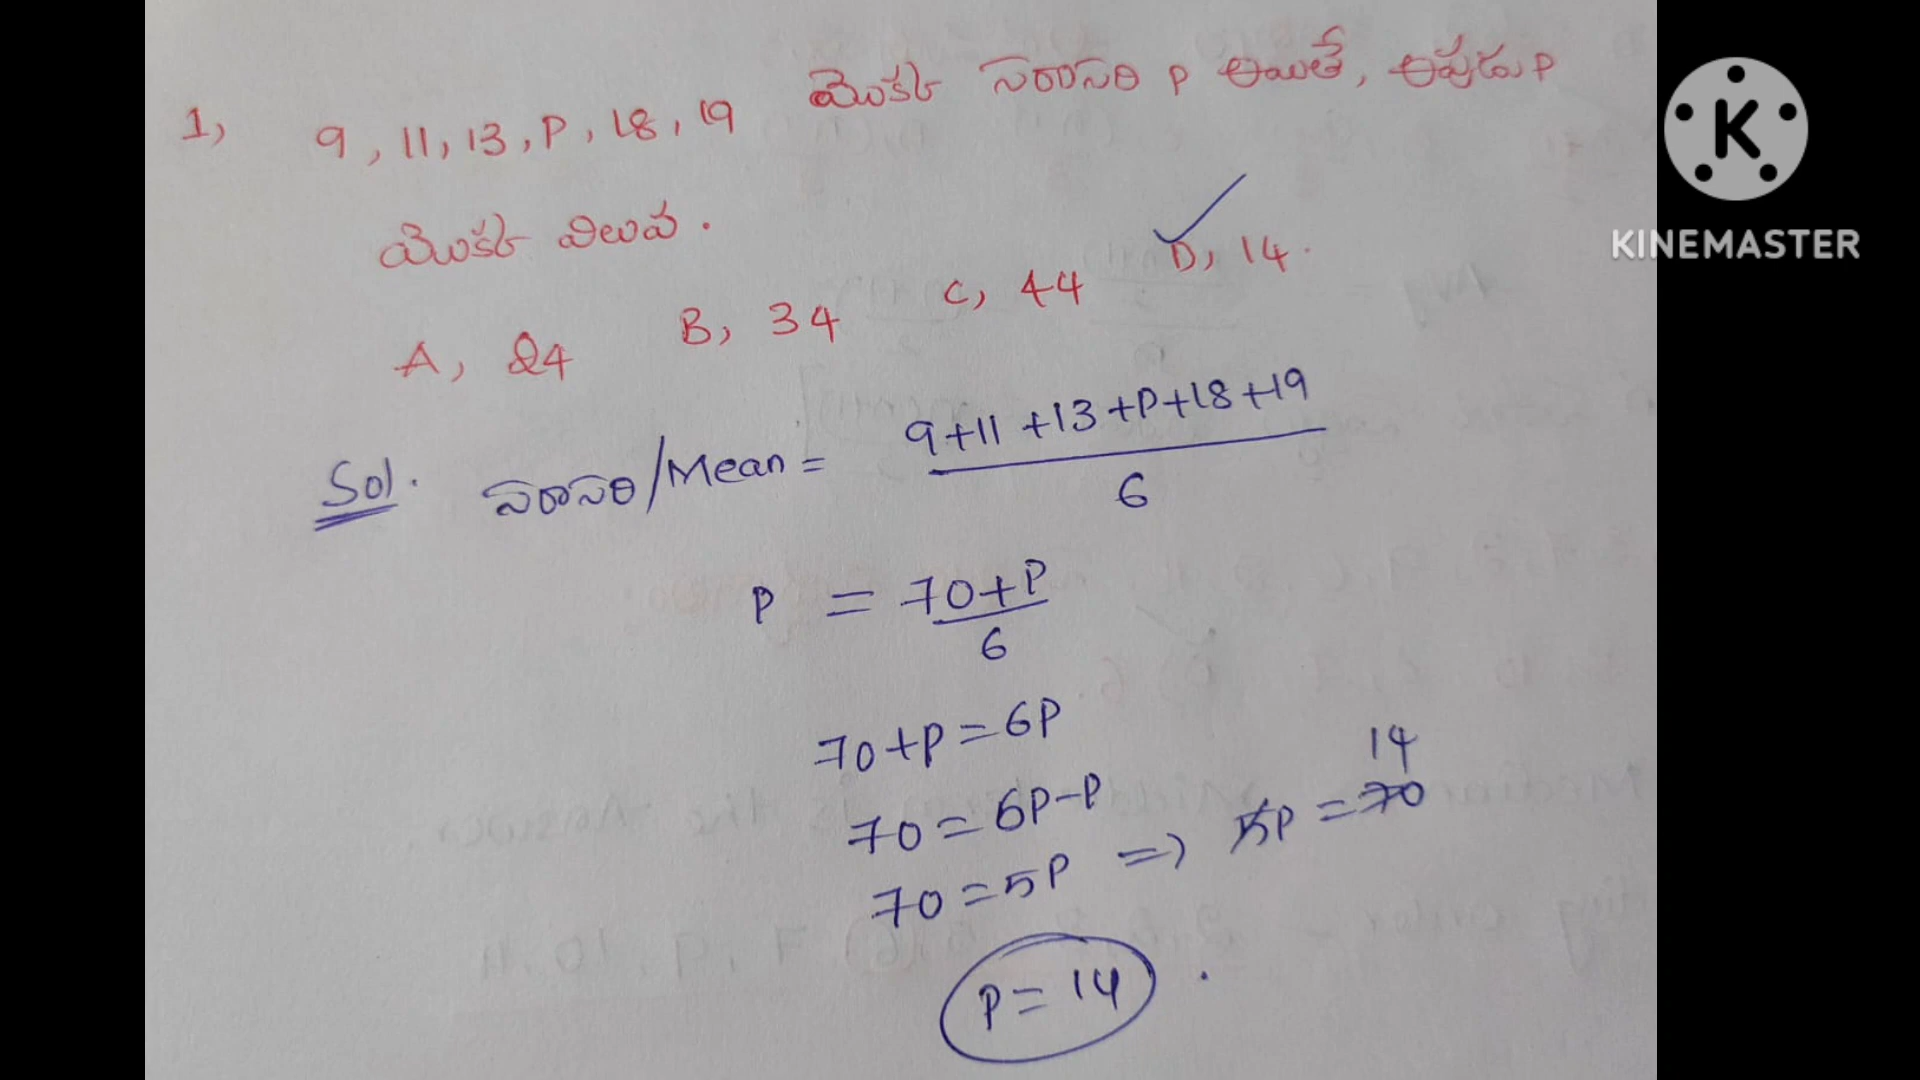 1, 9, 11, 13, P, 18, 19 యొక్క సరాసరి P అయితే, అప్పుడు P
యొక్క విలువ.
A, 24 B, 34 C, 44 D, 14.
Sol. సరాసరి/Mean = 9+11+13+P+18+19 / 6
P = 70+P / 6
70+P=6P
70=6P-P
70=5P => 5P=70 14
P=14.
K
KINEMASTER